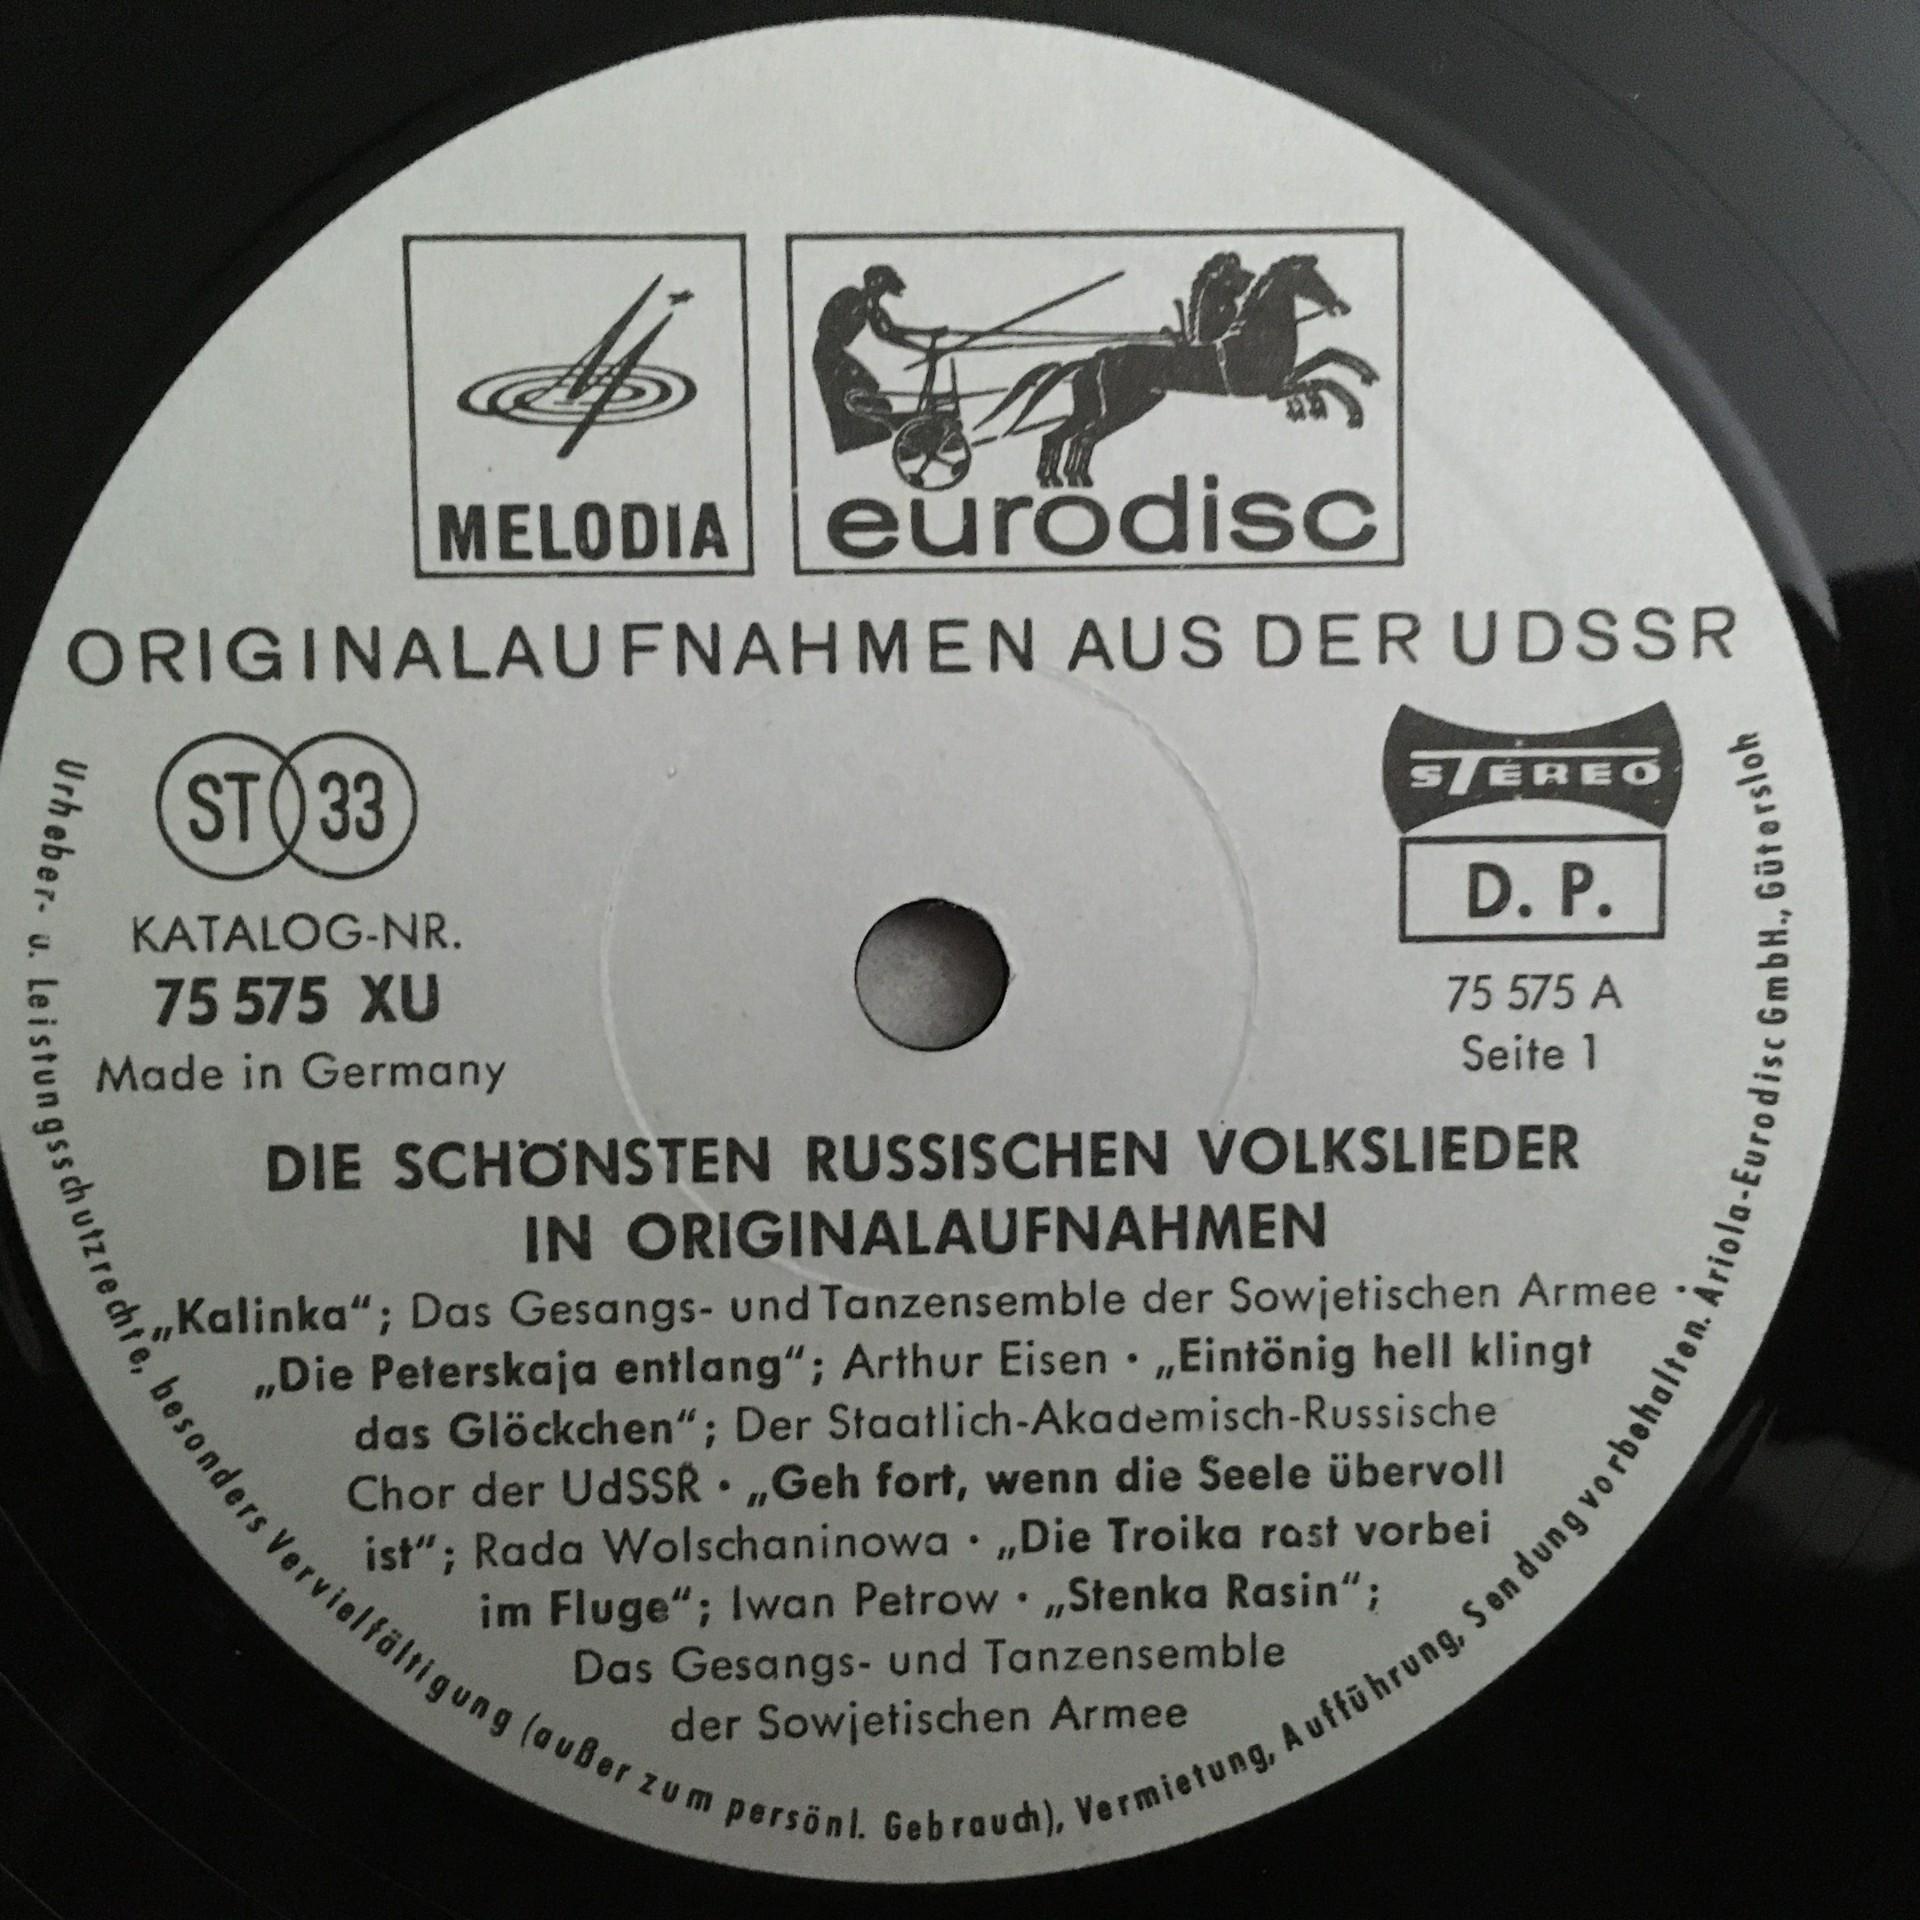 MELODIA
eurodisc
ORIGINALAUFNAHMEN AUS DER UDSSR
ST 33
KATALOG-NR.
75 575 XU
Made in Germany
STEREO
D. P.
75 575 A
Seite 1
DIE SCHÖNSTEN RUSSISCHEN VOLKSLIEDER
IN ORIGINALAUFNAHMEN
„Kalinka“; Das Gesangs- und Tanzensemble der Sowjetischen Armee ·
„Die Peterskaja entlang“; Arthur Eisen · „Eintönig hell klingt
das Glöckchen“; Der Staatlich-Akademisch-Russische
Chor der UdSSR · „Geh fort, wenn die Seele übervoll
ist“; Rada Wolschaninowa · „Die Troika rast vorbei
im Fluge“; Iwan Petrow · „Stenka Rasin“;
Das Gesangs- und Tanzensemble
der Sowjetischen Armee
Urheber- u. Leistungsschutzrechte, besonders Vervielfältigung (außer zum persönl. Gebrauch), Vermietung, Aufführung, Sendung vorbehalten. Ariola-Eurodisc GmbH., Gütersloh